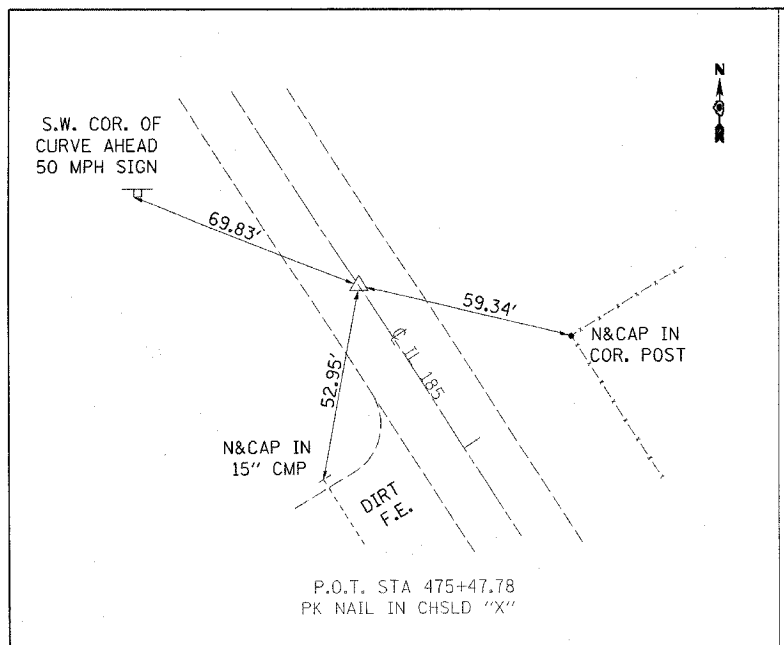 N
S.W. COR. OF
CURVE AHEAD
50 MPH SIGN
69.83'
59.34'
N&CAP IN
COR. POST
℄ IL 185
52.95'
N&CAP IN
15" CMP
DIRT
F.E.
P.O.T. STA 475+47.78
PK NAIL IN CHSLD "X"